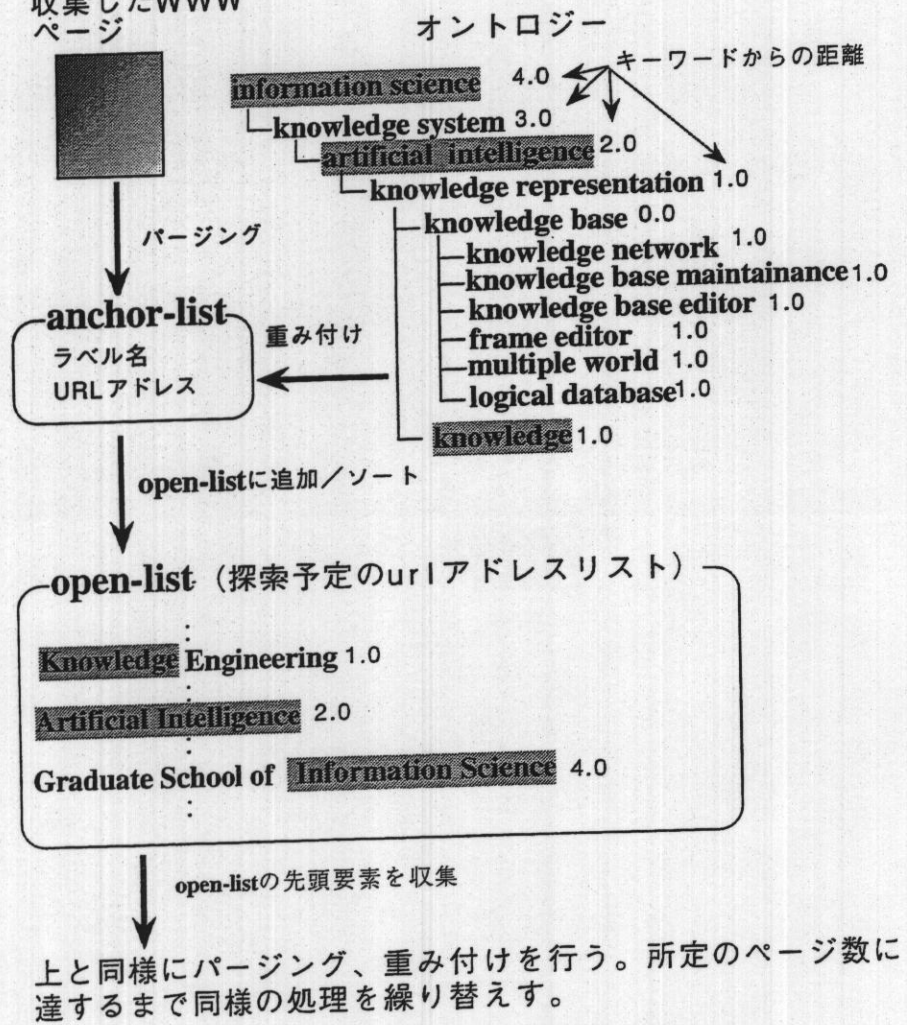 収集したWWW
ページ
オントロジー
キーワードからの距離
information science 4.0
knowledge system 3.0
artificial intelligence 2.0
knowledge representation 1.0
knowledge base 0.0
knowledge network 1.0
knowledge base maintainance 1.0
knowledge base editor 1.0
frame editor 1.0
multiple world 1.0
logical database 1.0
knowledge 1.0
パージング
anchor-list
ラベル名
URLアドレス
重み付け
open-listに追加／ソート
open-list（探索予定のurlアドレスリスト）
Knowledge Engineering 1.0
Artificial Intelligence 2.0
Graduate School of Information Science 4.0
open-listの先頭要素を収集
上と同様にパージング、重み付けを行う。所定のページ数に
達するまで同様の処理を繰り替えす。